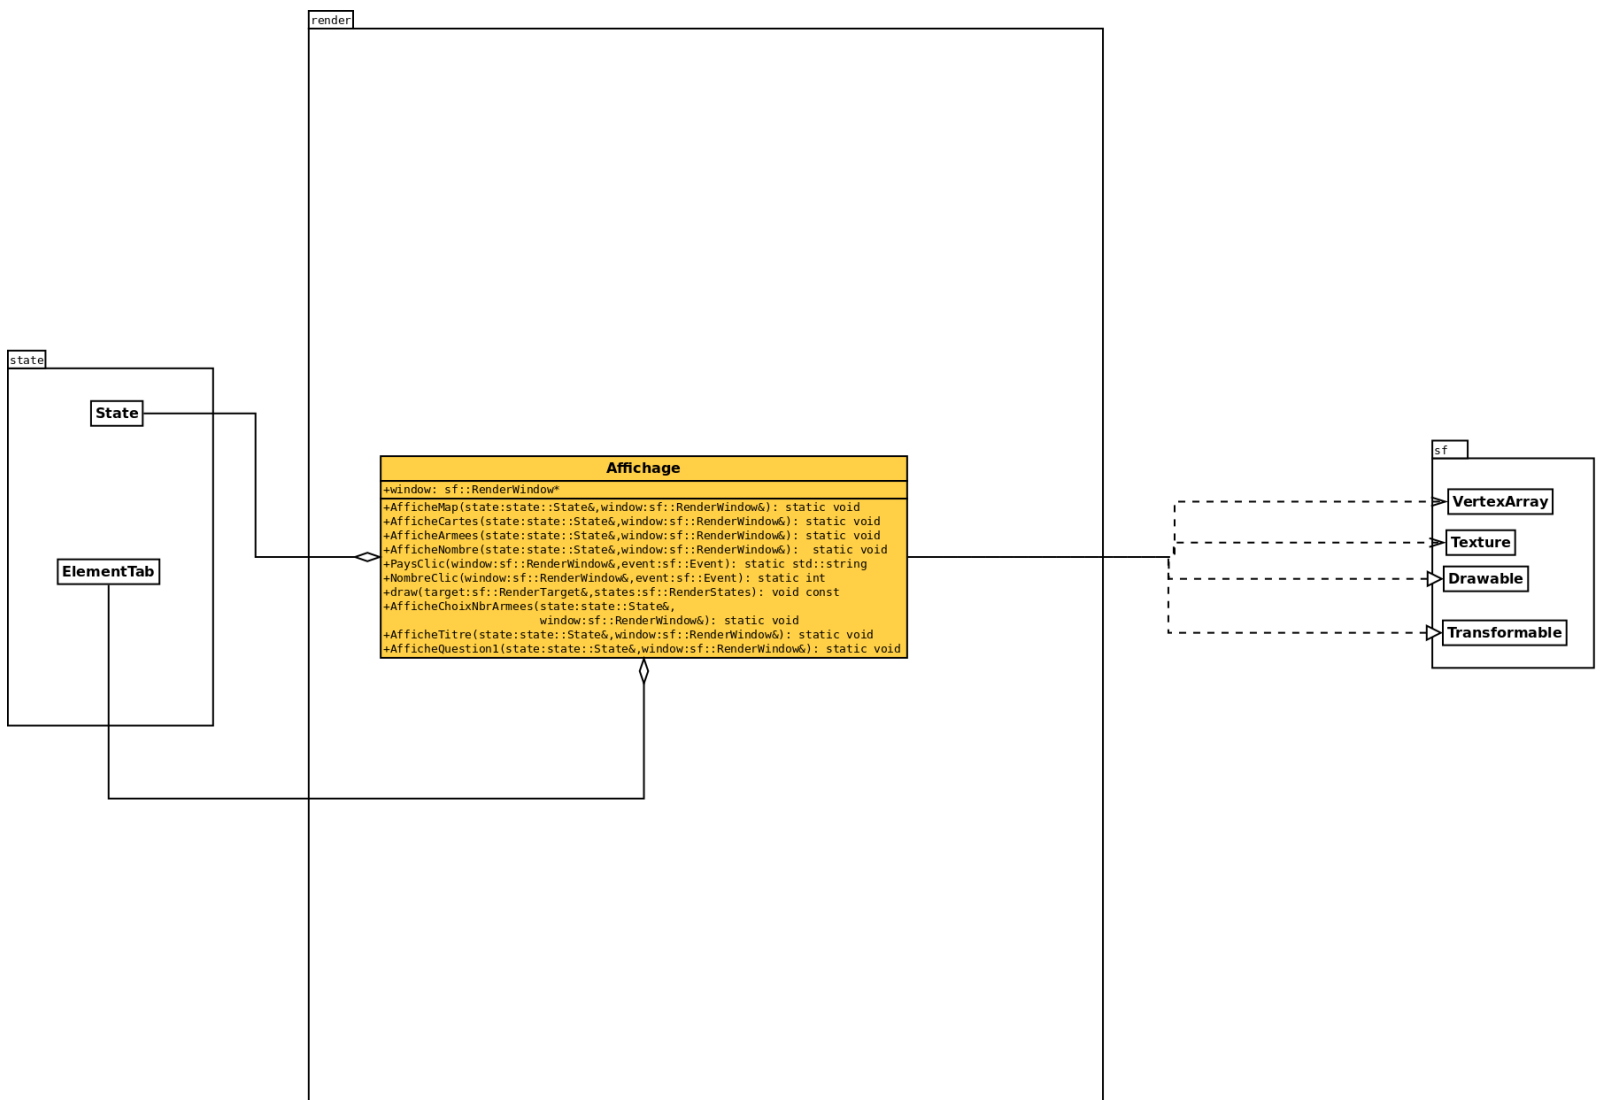 render
state
State
ElementTab
Affichage
+window: sf::RenderWindow*
+AfficheMap(state:state::State&,window:sf::RenderWindow&): static void
+AfficheCartes(state:state::State&,window:sf::RenderWindow&): static void
+AfficheArmees(state:state::State&,window:sf::RenderWindow&): static void
+AfficheNombre(state:state::State&,window:sf::RenderWindow&):  static void
+PaysClic(window:sf::RenderWindow&,event:sf::Event): static std::string
+NombreClic(window:sf::RenderWindow&,event:sf::Event): static int
+draw(target:sf::RenderTarget&,states:sf::RenderStates): void const
+AfficheChoixNbrArmees(state:state::State&,
window:sf::RenderWindow&): static void
+AfficheTitre(state:state::State&,window:sf::RenderWindow&): static void
+AfficheQuestion1(state:state::State&,window:sf::RenderWindow&): static void
sf
VertexArray
Texture
Drawable
Transformable